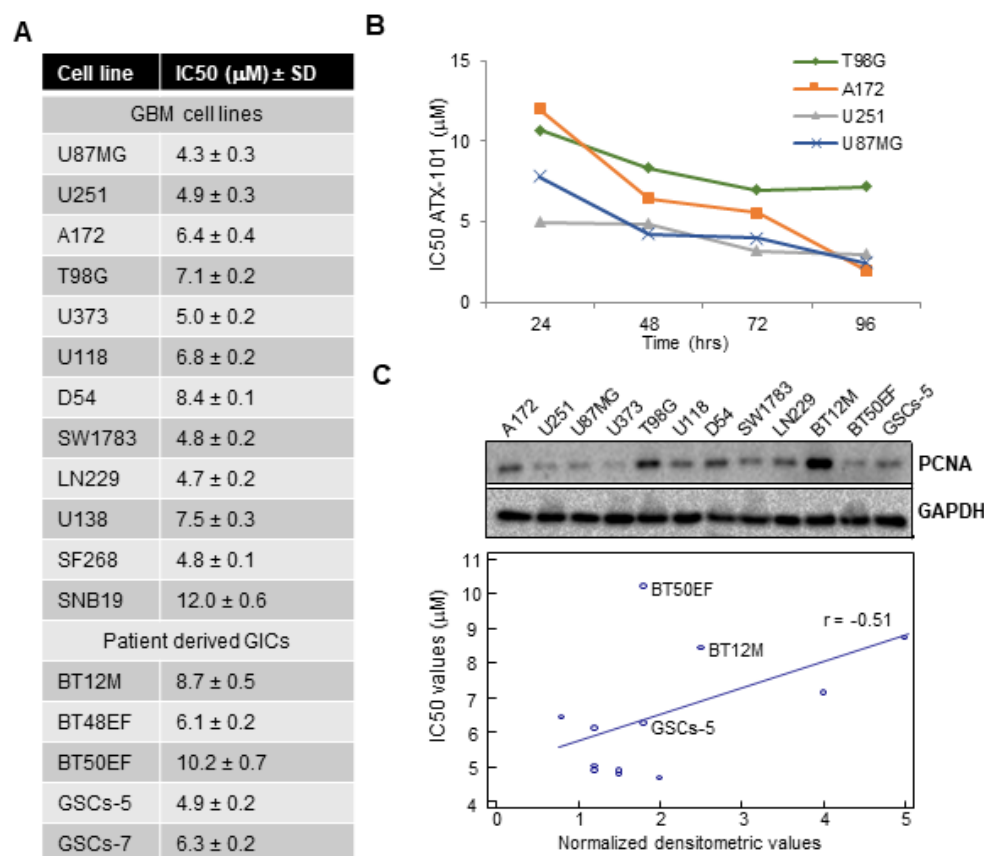 A
Cell line IC50 (μM) ± SD
GBM cell lines
U87MG 4.3 ± 0.3
U251 4.9 ± 0.3
A172 6.4 ± 0.4
T98G 7.1 ± 0.2
U373 5.0 ± 0.2
U118 6.8 ± 0.2
D54 8.4 ± 0.1
SW1783 4.8 ± 0.2
LN229 4.7 ± 0.2
U138 7.5 ± 0.3
SF268 4.8 ± 0.1
SNB19 12.0 ± 0.6
Patient derived GICs
BT12M 8.7 ± 0.5
BT48EF 6.1 ± 0.2
BT50EF 10.2 ± 0.7
GSCs-5 4.9 ± 0.2
GSCs-7 6.3 ± 0.2
B
IC50 ATX-101 (μM)
15
10
5
0
24 48 72 96
Time (hrs)
T98G
A172
U251
U87MG
C
A172 U251 U87MG U373 T98G U118 D54 SW1783 LN229 BT12M BT50EF GSCs-5
PCNA
GAPDH
IC50 values (μM)
11
10
9
8
7
6
5
4
BT50EF
r = -0.51
BT12M
GSCs-5
0 1 2 3 4 5
Normalized densitometric values